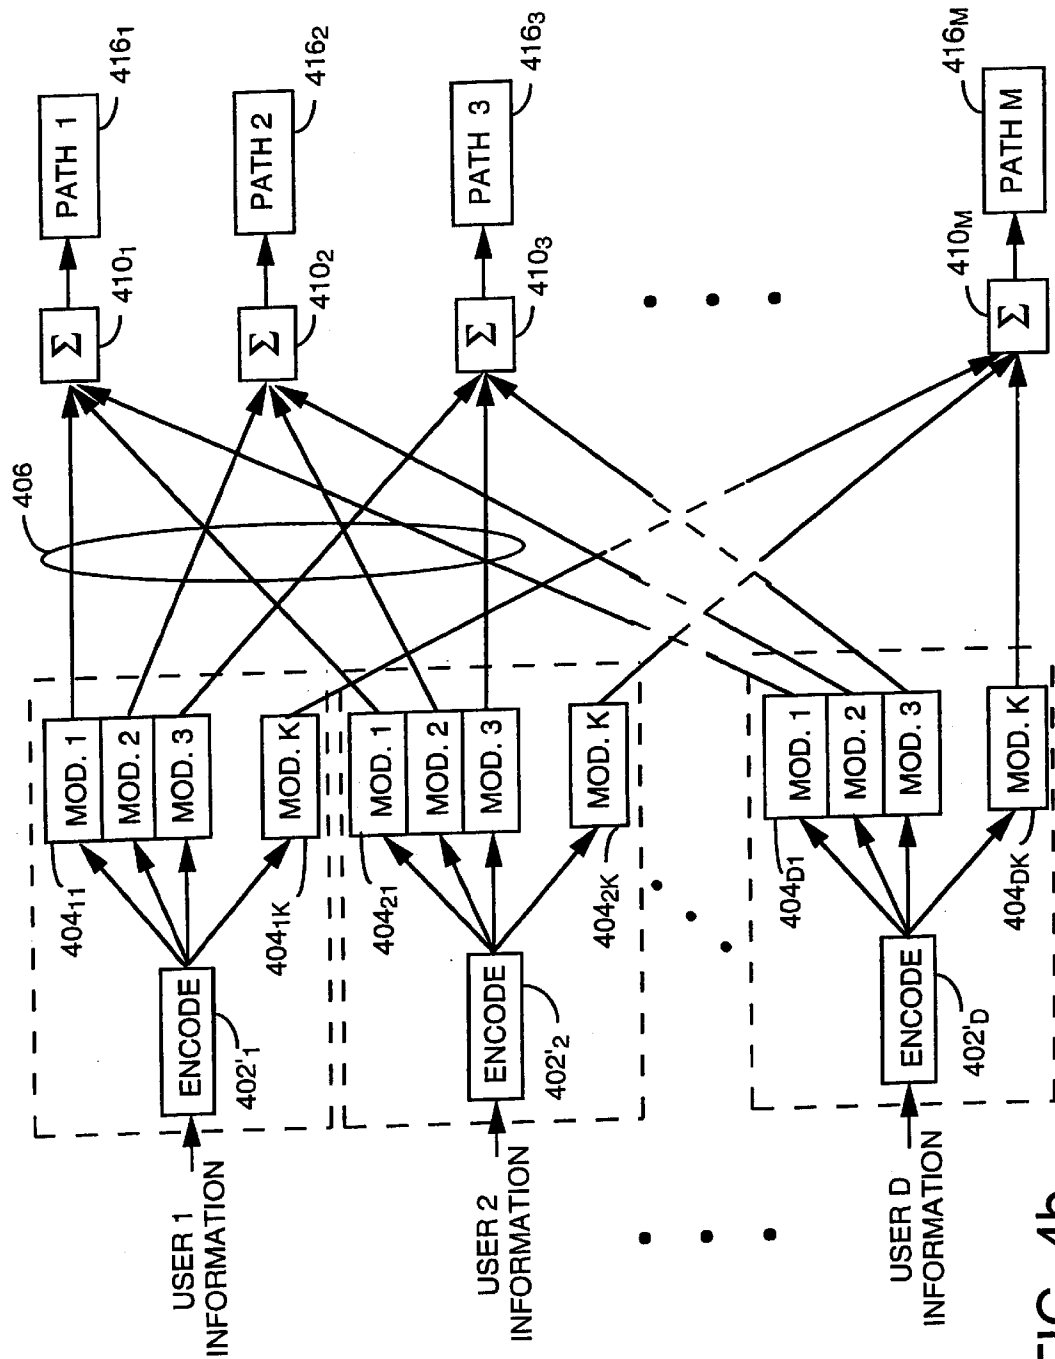 USER 1
INFORMATION
ENCODE
402'1
MOD. 1
MOD. 2
MOD. 3
MOD. K
40411
4041K
USER 2
INFORMATION
ENCODE
402'2
MOD. 1
MOD. 2
MOD. 3
MOD. K
40421
4042K
USER D
INFORMATION
ENCODE
402'D
MOD. 1
MOD. 2
MOD. 3
MOD. K
404D1
404DK
406
Σ
4101
PATH 1
4161
Σ
4102
PATH 2
4162
Σ
4103
PATH 3
4163
Σ
410M
PATH M
416M
FIG. 4b